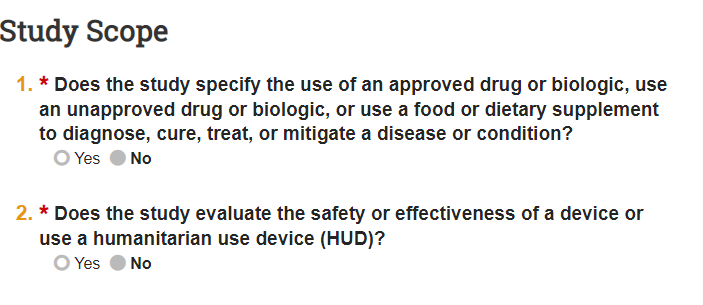 Study Scope
1. * Does the study specify the use of an approved drug or biologic, use
an unapproved drug or biologic, or use a food or dietary supplement
to diagnose, cure, treat, or mitigate a disease or condition?
Yes No
2. * Does the study evaluate the safety or effectiveness of a device or
use a humanitarian use device (HUD)?
Yes No